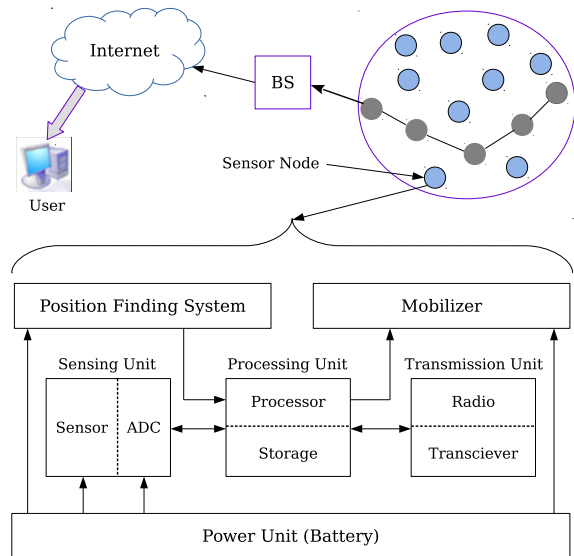 Internet
BS
Sensor Node
User
Position Finding System
Mobilizer
Sensing Unit
Processing Unit
Transmission Unit
Sensor
ADC
Processor
Storage
Radio
Transciever
Power Unit (Battery)